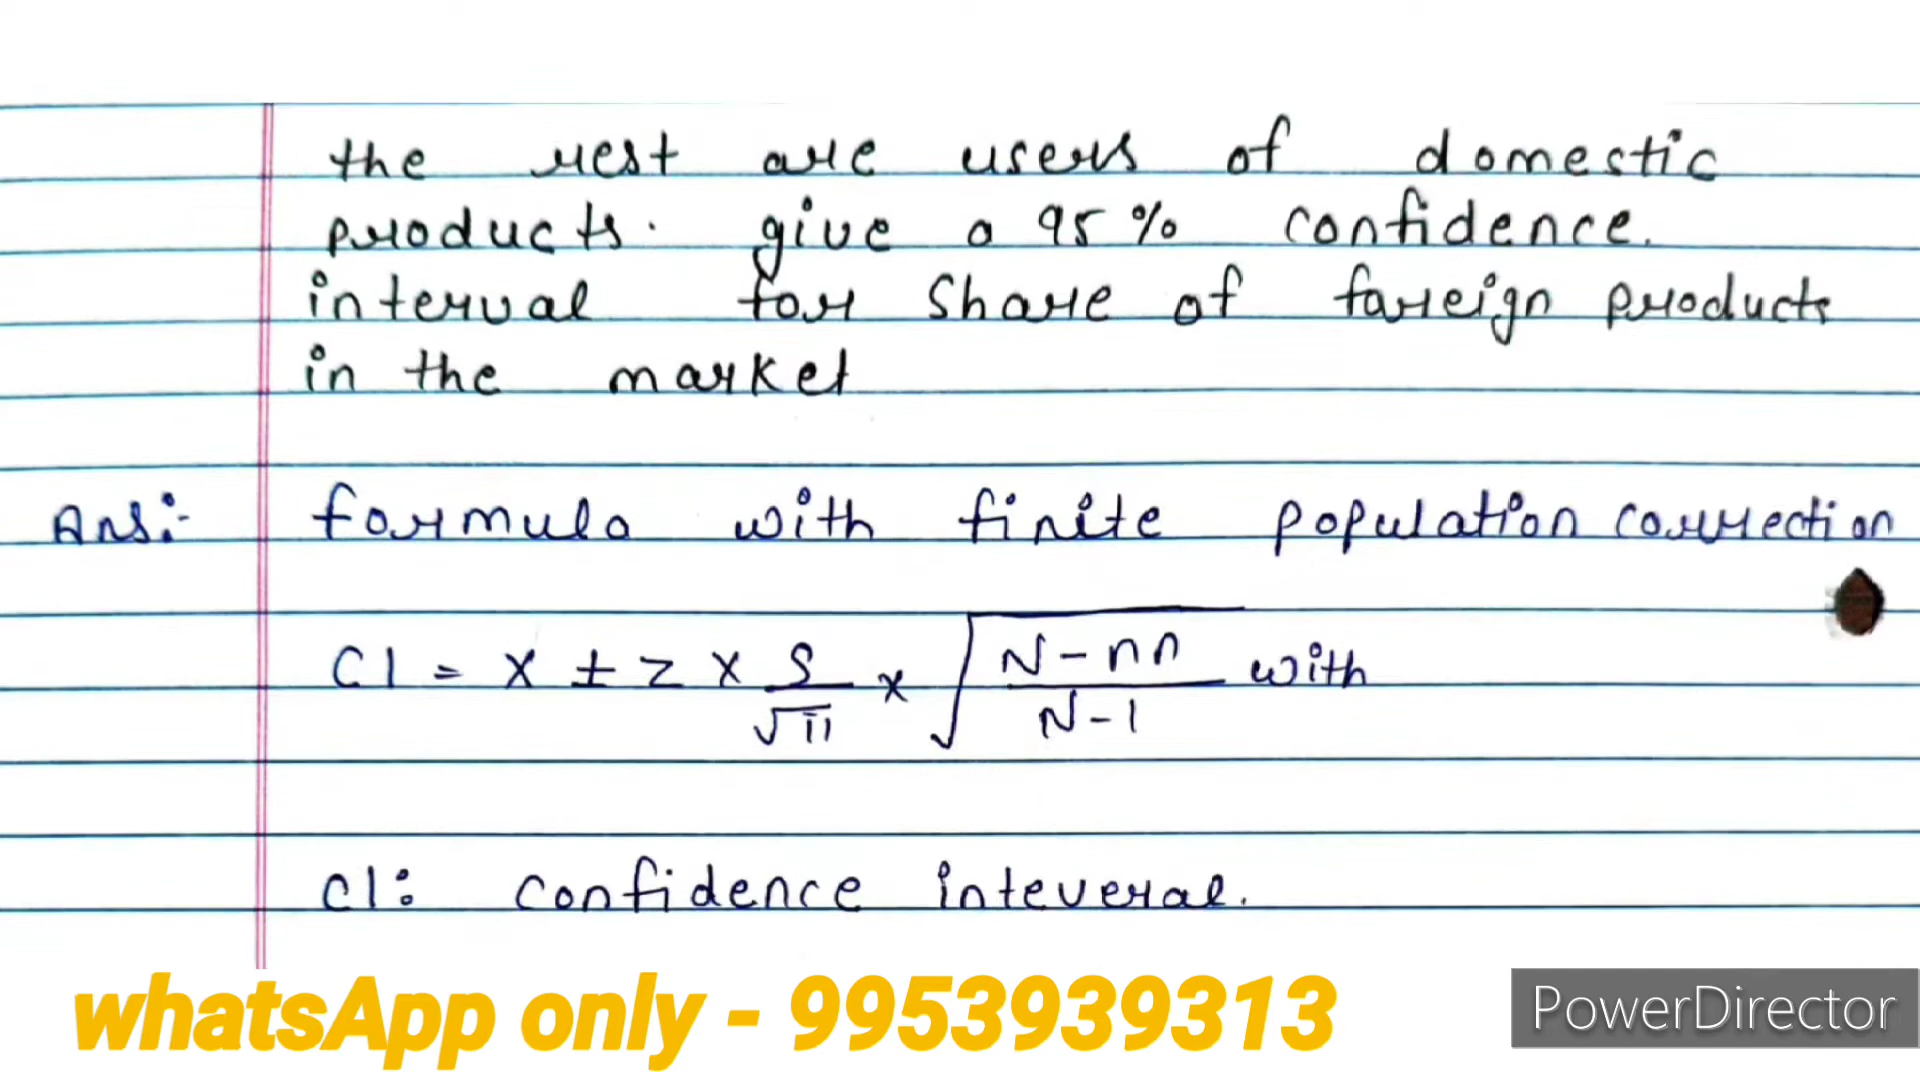 the rest are users of domestic
products. give a 95% confidence.
interval for share of foreign products
in the market
Ans:- formula with finite population correction
CI = x ± z × S/√n × √(N-nn/N-1) with
CI: confidence inteveral.
whatsApp only - 9953939313
PowerDirector